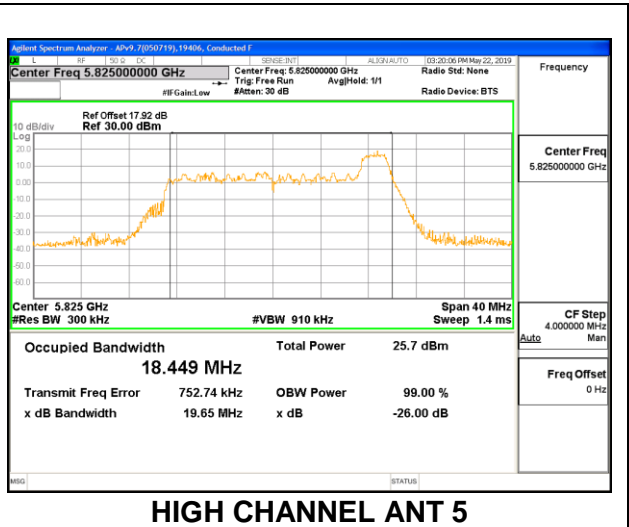 Agilent Spectrum Analyzer - APv9.7(050719),19406, Conducted F
L RF 50 Ω DC SENSE:INT ALIGN AUTO 03:20:06 PM May 22, 2019
Center Freq 5.825000000 GHz Center Freq: 5.825000000 GHz Radio Std: None
Trig: Free Run Avg|Hold: 1/1
#IFGain:Low #Atten: 30 dB Radio Device: BTS
Frequency
Ref Offset 17.92 dB
10 dB/div Ref 30.00 dBm
Log
20.0
10.0
0.00
-10.0
-20.0
-30.0
-40.0
-50.0
-60.0
Center 5.825 GHz Span 40 MHz
#Res BW 300 kHz #VBW 910 kHz Sweep 1.4 ms
Center Freq
5.825000000 GHz
CF Step
4.000000 MHz
Auto Man
Freq Offset
0 Hz
Occupied Bandwidth Total Power 25.7 dBm
18.449 MHz
Transmit Freq Error 752.74 kHz OBW Power 99.00 %
x dB Bandwidth 19.65 MHz x dB -26.00 dB
MSG STATUS
HIGH CHANNEL ANT 5